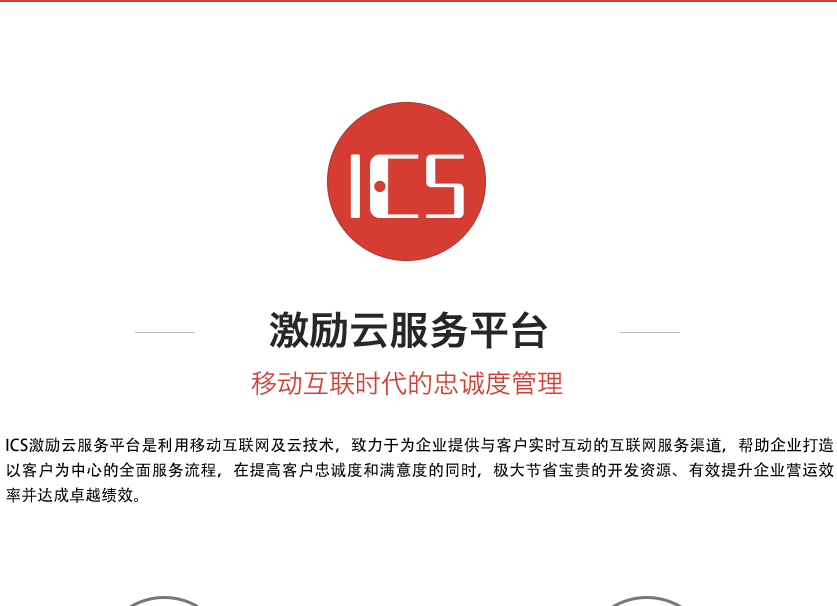 ICS
激励云服务平台
移动互联时代的忠诚度管理
ICS激励云服务平台是利用移动互联网及云技术，致力于为企业提供与客户实时互动的互联网服务渠道，帮助企业打造
以客户为中心的全面服务流程，在提高客户忠诚度和满意度的同时，极大节省宝贵的开发资源、有效提升企业营运效
率并达成卓越绩效。